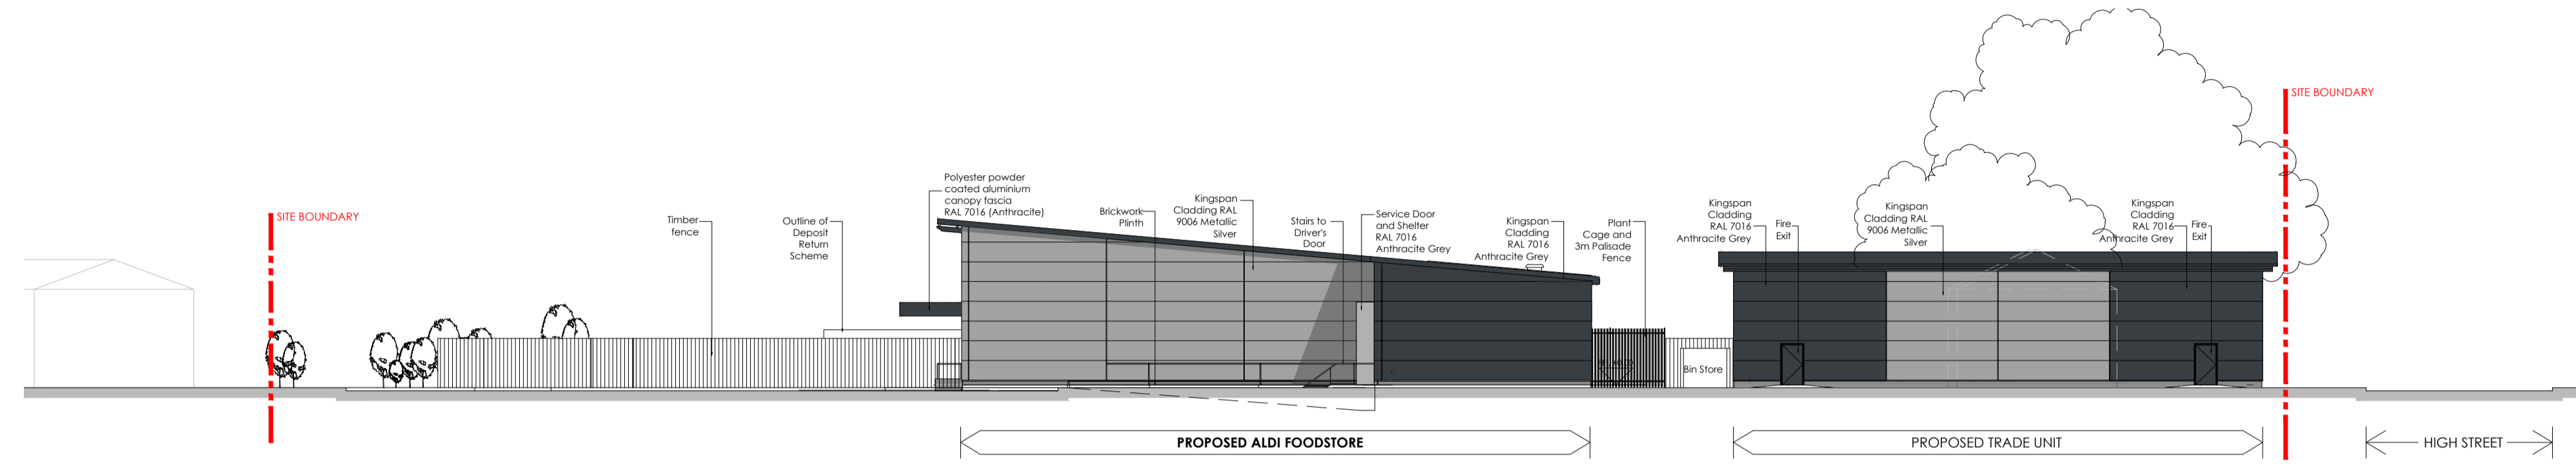 SITE BOUNDARY
Timber
fence
Outline of
Deposit
Return
Scheme
Polyester powder
coated aluminium
canopy fascia
RAL 7016 (Anthracite)
Brickwork
Plinth
Kingspan
Cladding RAL
9006 Metallic
Silver
Stairs to
Driver's
Door
Service Door
and Shelter
RAL 7016
Anthracite Grey
Kingspan
Cladding
RAL 7016
Anthracite Grey
Plant
Cage and
3m Palisade
Fence
Bin Store
Kingspan
Cladding
RAL 7016
Anthracite Grey
Fire
Exit
Kingspan
Cladding RAL
9006 Metallic
Silver
Kingspan
Cladding
RAL 7016
Anthracite Grey
Fire
Exit
SITE BOUNDARY
PROPOSED ALDI FOODSTORE
PROPOSED TRADE UNIT
HIGH STREET